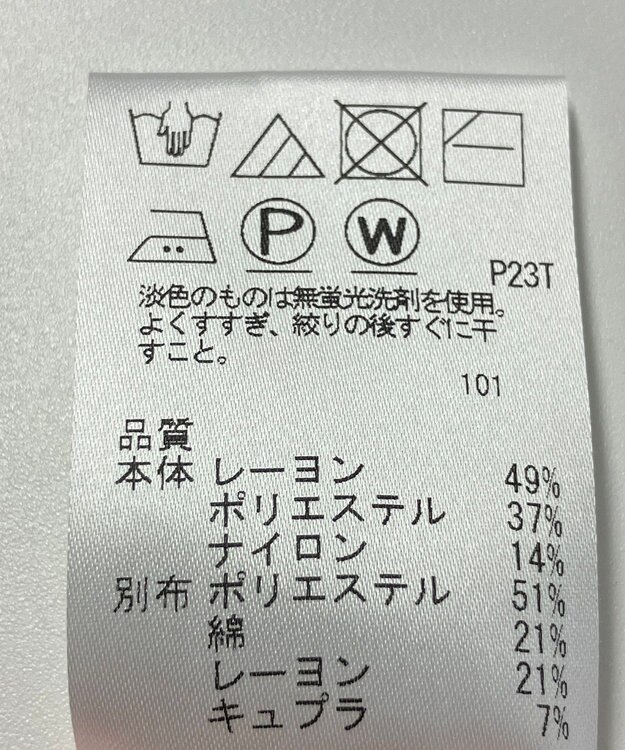 P W P23T
淡色のものは無蛍光洗剤を使用。
よくすすぎ、絞りの後すぐに干
すこと。
101
品質
本体 レーヨン 49%
ポリエステル 37%
ナイロン 14%
別布 ポリエステル 51%
綿 21%
レーヨン 21%
キュプラ 7%